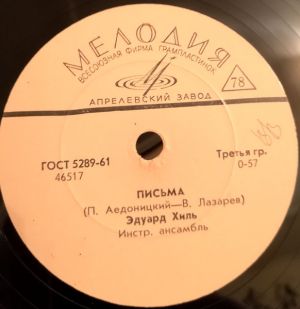 МЕЛОДИЯ
ВСЕСОЮЗНАЯ ФИРМА ГРАМПЛАСТИНОК
78
АПРЕЛЕВСКИЙ ЗАВОД
ГОСТ 5289-61 Третья гр.
46517 0-57
ПИСЬМА
(П. Аедоницкий—В. Лазарев)
Эдуард Хиль
Инстр. ансамбль